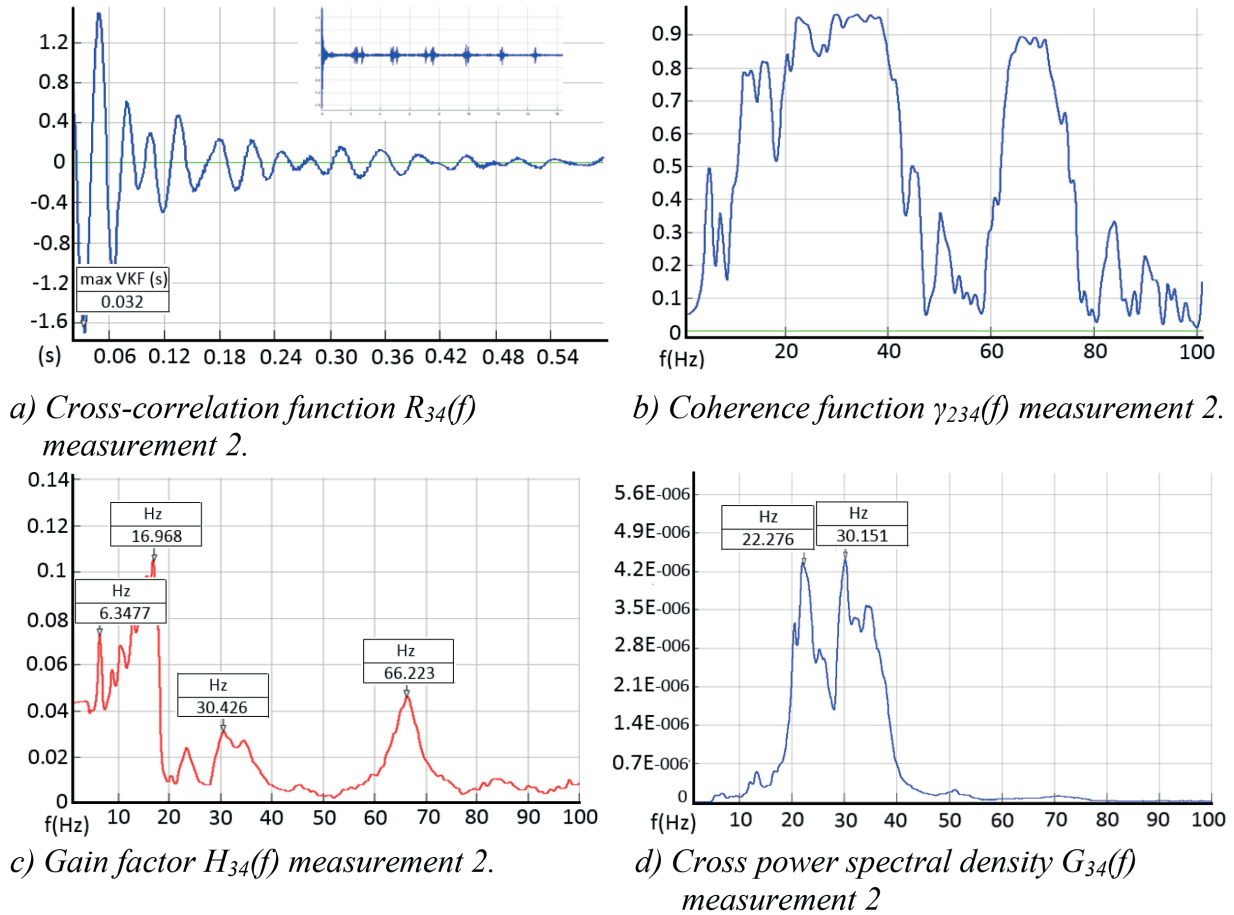 1.2
0.4
0
-0.4
-0.8
-1.2
-1.6
max VKF (s)
0.032
(s) 0.06 0.12 0.18 0.24 0.30 0.36 0.42 0.48 0.54
a) Cross-correlation function R34(f)
measurement 2.
0.9
0.8
0.7
0.6
0.5
0.4
0.3
0.2
0.1
0
f(Hz) 20 40 60 80 100
b) Coherence function γ234(f) measurement 2.
0.14
0.12
0.1
0.08
0.06
0.04
0.02
0
Hz
16.968
Hz
6.3477
Hz
30.426
Hz
66.223
f(Hz) 10 20 30 40 50 60 70 80 90 100
c) Gain factor H34(f) measurement 2.
5.6E-006
4.9E-006
4.2E-006
3.5E-006
2.8E-006
2.1E-006
1.4E-006
0.7E-006
0
Hz
22.276
Hz
30.151
f(Hz) 10 20 30 40 50 60 70 80 90 100
d) Cross power spectral density G34(f)
measurement 2